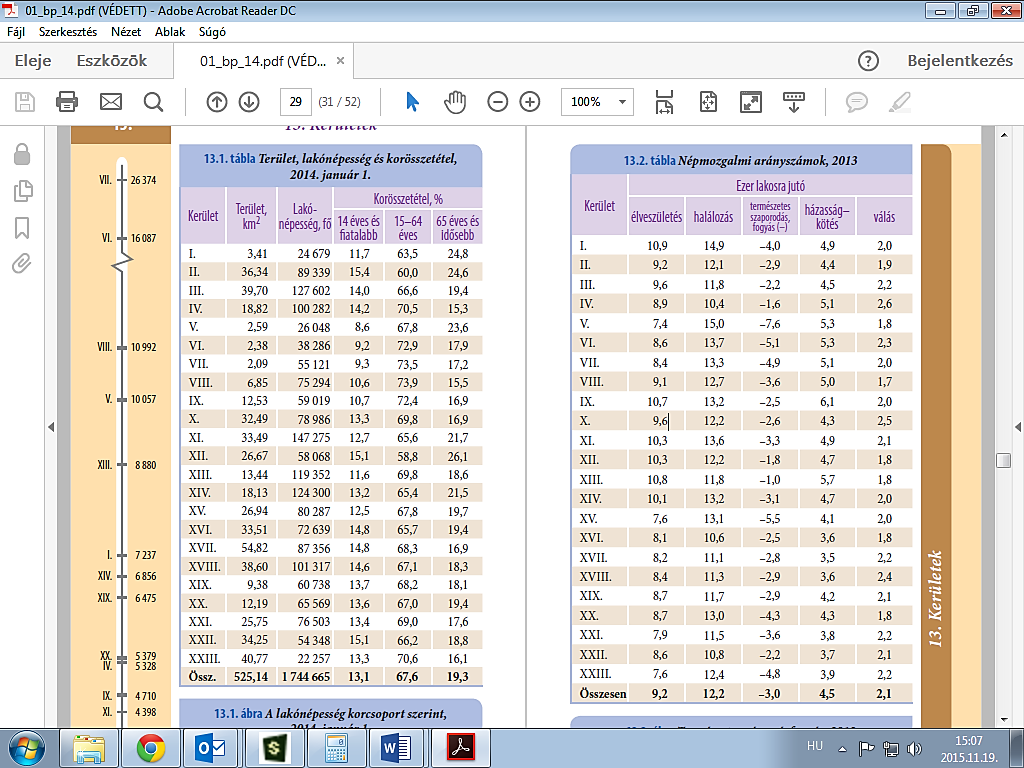 01_bp_14.pdf (VÉDETT) - Adobe Acrobat Reader DC
Fájl Szerkesztés Nézet Ablak Súgó
Eleje Eszközök 01_bp_14.pdf (VÉD... × Bejelentkezés
29 (31 / 52) 100%
13. Kerületek
VII. 26 374
VI. 16 087
VIII. 10 992
V. 10 057
XIII. 8 880
I. 7 237
XIV. 6 856
XIX. 6 475
XX. 5 379
IV. 5 328
IX. 4 710
XI. 4 398
13.1. tábla Terület, lakónépesség és korösszetétel,
2014. január 1.
Kerület Terület, km2 Lakónépesség, fő Korösszetétel, %
14 éves és fiatalabb 15–64 éves 65 éves és idősebb
I. 3,41 24 679 11,7 63,5 24,8
II. 36,34 89 339 15,4 60,0 24,6
III. 39,70 127 602 14,0 66,6 19,4
IV. 18,82 100 282 14,2 70,5 15,3
V. 2,59 26 048 8,6 67,8 23,6
VI. 2,38 38 286 9,2 72,9 17,9
VII. 2,09 55 121 9,3 73,5 17,2
VIII. 6,85 75 294 10,6 73,9 15,5
IX. 12,53 59 019 10,7 72,4 16,9
X. 32,49 78 986 13,3 69,8 16,9
XI. 33,49 147 275 12,7 65,6 21,7
XII. 26,67 58 068 15,1 58,8 26,1
XIII. 13,44 119 352 11,6 69,8 18,6
XIV. 18,13 124 300 13,2 65,4 21,5
XV. 26,94 80 287 12,5 67,8 19,7
XVI. 33,51 72 639 14,8 65,7 19,4
XVII. 54,82 87 356 14,8 68,3 16,9
XVIII. 38,60 101 317 14,6 67,1 18,3
XIX. 9,38 60 738 13,7 68,2 18,1
XX. 12,19 65 569 13,6 67,0 19,4
XXI. 25,75 76 503 13,4 69,0 17,6
XXII. 34,25 54 348 15,1 66,2 18,8
XXIII. 40,77 22 257 13,3 70,6 16,1
Össz. 525,14 1 744 665 13,1 67,6 19,3
13.1. ábra A lakónépesség korcsoport szerint,
2014. január 1.
13.2. tábla Népmozgalmi arányszámok, 2013
Kerület Ezer lakosra jutó
élveszületés halálozás természetes szaporodás, fogyás (–) házasság–kötés válás
I. 10,9 14,9 –4,0 4,9 2,0
II. 9,2 12,1 –2,9 4,4 1,9
III. 9,6 11,8 –2,2 4,5 2,2
IV. 8,9 10,4 –1,6 5,1 2,6
V. 7,4 15,0 –7,6 5,3 1,8
VI. 8,6 13,7 –5,1 5,3 2,3
VII. 8,4 13,3 –4,9 5,1 2,0
VIII. 9,1 12,7 –3,6 5,0 1,7
IX. 10,7 13,2 –2,5 6,1 2,0
X. 9,6 12,2 –2,6 4,3 2,5
XI. 10,3 13,6 –3,3 4,9 2,1
XII. 10,3 12,2 –1,8 4,7 1,8
XIII. 10,8 11,8 –1,0 5,7 1,8
XIV. 10,1 13,2 –3,1 4,7 2,0
XV. 7,6 13,1 –5,5 4,1 2,0
XVI. 8,1 10,6 –2,5 3,6 1,8
XVII. 8,2 11,1 –2,8 3,5 2,2
XVIII. 8,4 11,3 –2,9 3,6 2,4
XIX. 8,7 11,7 –2,9 4,2 2,1
XX. 8,7 13,0 –4,3 4,3 1,8
XXI. 7,9 11,5 –3,6 3,8 2,2
XXII. 8,6 10,8 –2,2 3,7 2,1
XXIII. 7,6 12,4 –4,8 3,9 2,2
Összesen 9,2 12,2 –3,0 4,5 2,1
13. Kerületek
HU
15:07
2015.11.19.